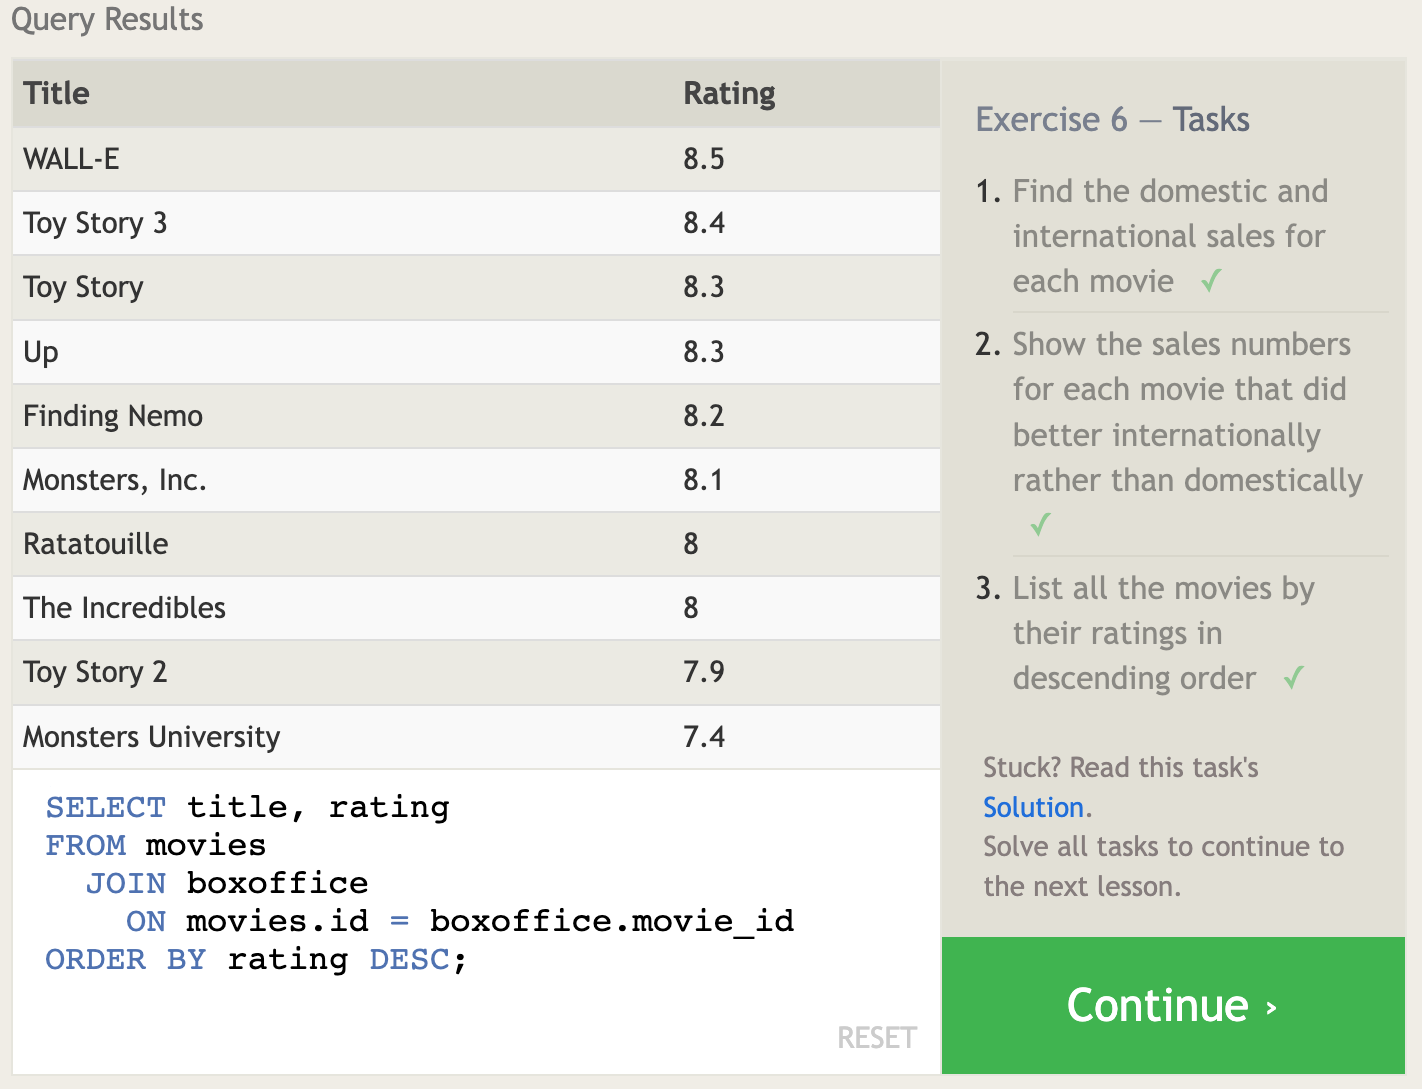 Query Results
Title Rating
WALL-E 8.5
Toy Story 3 8.4
Toy Story 8.3
Up 8.3
Finding Nemo 8.2
Monsters, Inc. 8.1
Ratatouille 8
The Incredibles 8
Toy Story 2 7.9
Monsters University 7.4
SELECT title, rating
FROM movies
  JOIN boxoffice
    ON movies.id = boxoffice.movie_id
ORDER BY rating DESC;
RESET
Exercise 6 — Tasks
1. Find the domestic and
international sales for
each movie ✓
2. Show the sales numbers
for each movie that did
better internationally
rather than domestically
✓
3. List all the movies by
their ratings in
descending order ✓
Stuck? Read this task's
Solution.
Solve all tasks to continue to
the next lesson.
Continue ›